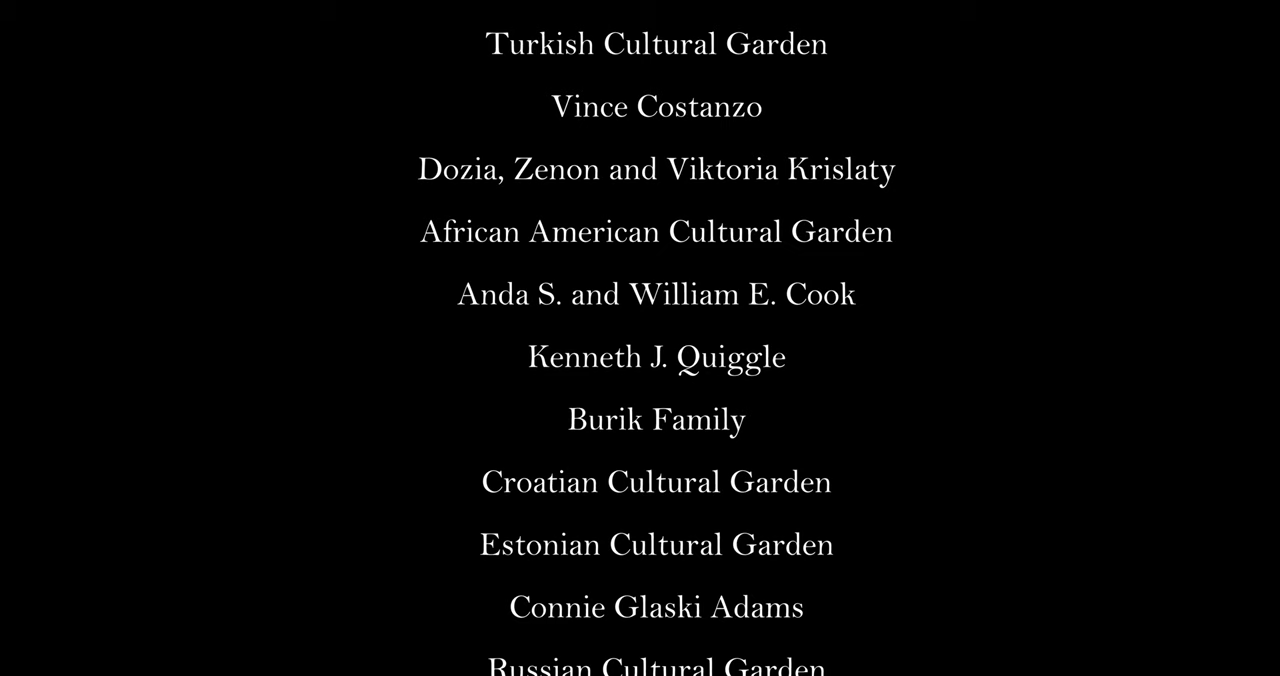 Turkish Cultural Garden
Vince Costanzo
Dozia, Zenon and Viktoria Krislaty
African American Cultural Garden
Anda S. and William E. Cook
Kenneth J. Quiggle
Burik Family
Croatian Cultural Garden
Estonian Cultural Garden
Connie Glaski Adams
Russian Cultural Garden